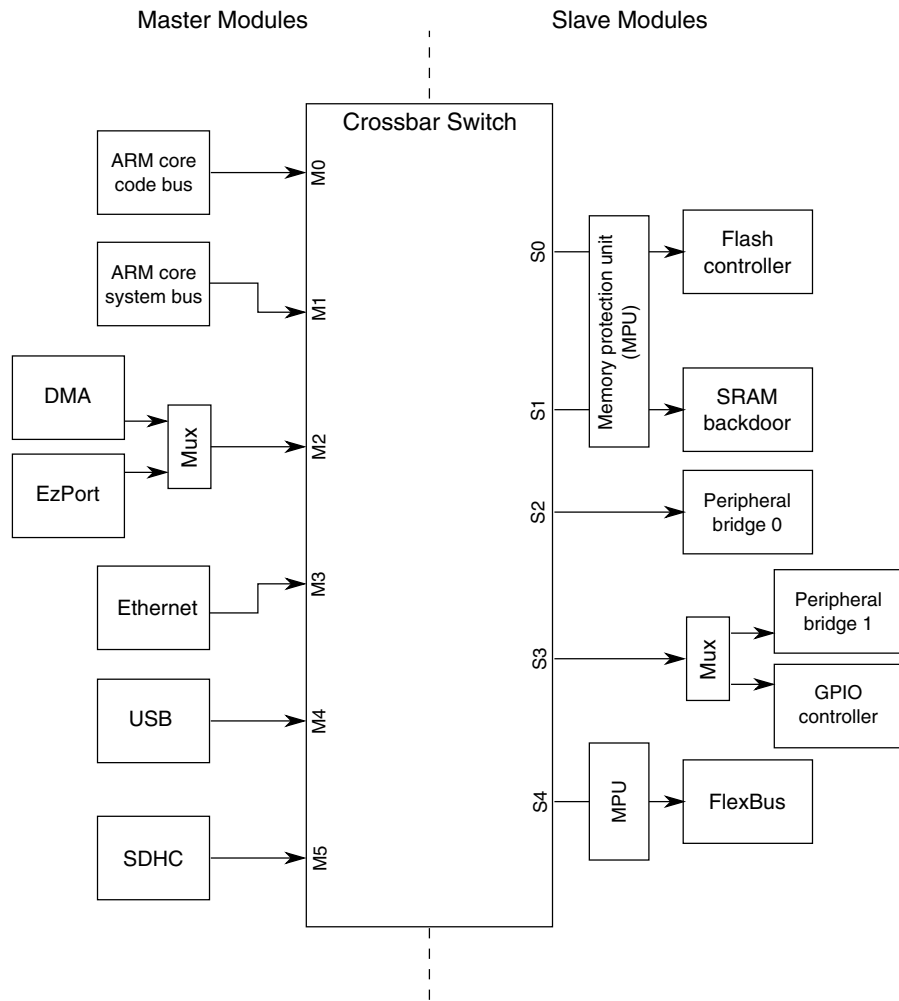 Master Modules
Slave Modules
Crossbar Switch
ARM core
code bus
M0
ARM core
system bus
M1
DMA
EzPort
Mux
M2
Ethernet
M3
USB
M4
SDHC
M5
S0
Memory protection unit
(MPU)
Flash
controller
S1
SRAM
backdoor
S2
Peripheral
bridge 0
S3
Mux
Peripheral
bridge 1
GPIO
controller
S4
MPU
FlexBus